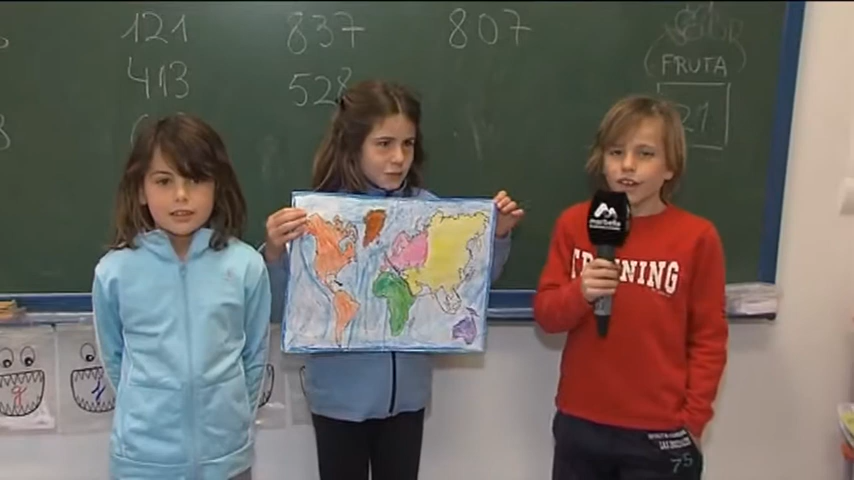 121 837 807
413 528
FRUTA
21
marbella
TRAINING
75